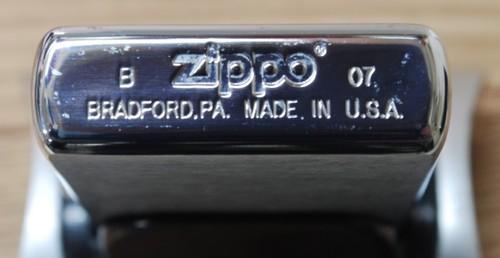 B zippo® 07
BRADFORD,PA. MADE IN U.S.A.